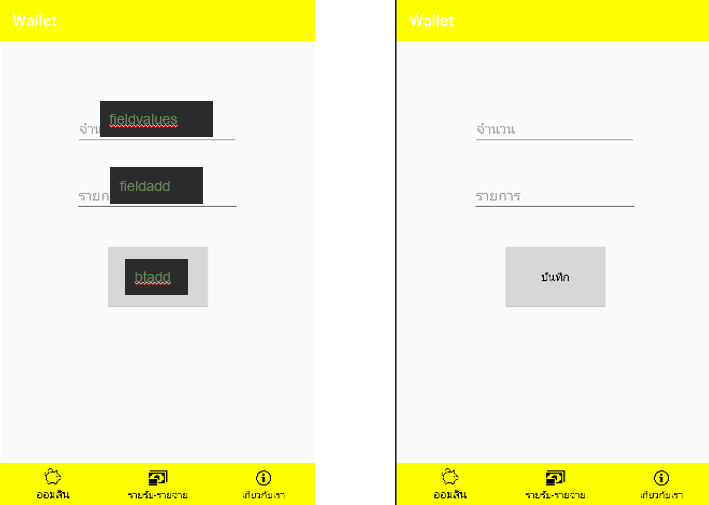 Wallet
fieldvalues
จำน
fieldadd
รายก
btadd
ออมสิน
รายรับ-รายจาย
เกี่ยวกับเรา
Wallet
จำนวน
รายการ
บันทึก
ออมสิน
รายรับ-รายจาย
เกี่ยวกับเรา